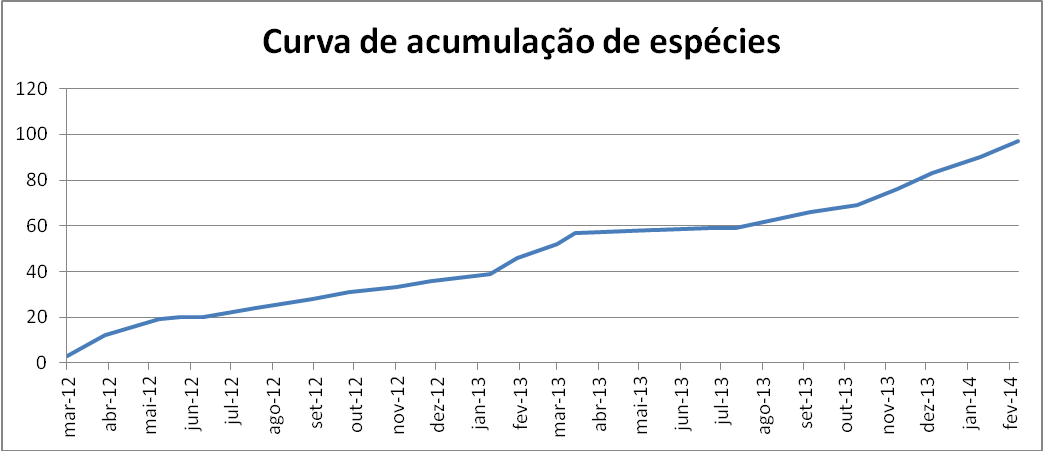 Curva de acumulação de espécies
120
100
80
60
40
20
0
mar-12
abr-12
mai-12
jun-12
jul-12
ago-12
set-12
out-12
nov-12
dez-12
jan-13
fev-13
mar-13
abr-13
mai-13
jun-13
jul-13
ago-13
set-13
out-13
nov-13
dez-13
jan-14
fev-14